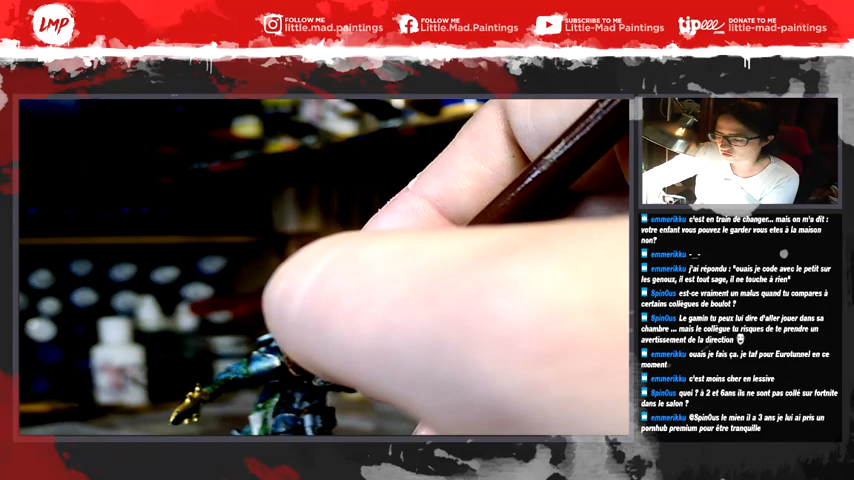 LMP
FOLLOW ME
little.mad.paintings
FOLLOW ME
Little.Mad.Paintings
SUBSCRIBE TO ME
Little-Mad Paintings
tipeee.com
DONATE TO ME
little-mad-paintings
emmerikku c'est en train de changer... mais on m'a dit :
votre enfant vous pouvez le garder vous etes à la maison
non?
emmerikku -_-
emmerikku j'ai répondu : "ouais je code avec le petit sur
les genoux, il est tout sage, il ne touche à rien"
Spin0us est-ce vraiment un malus quand tu compares à
certains collègues de boulot ?
Spin0us Le gamin tu peux lui dire d'aller jouer dans sa
chambre ... mais le collègue tu risques de te prendre un
avertissement de la direction
emmerikku ouais je fais ça. je taf pour Eurotunnel en ce
moment
emmerikku c'est moins cher en lessive
Spin0us quoi ? à 2 et 6ans ils ne sont pas collé sur fortnite
dans le salon ?
emmerikku @Spin0us le mien il a 3 ans je lui ai pris un
pornhub premium pour être tranquille